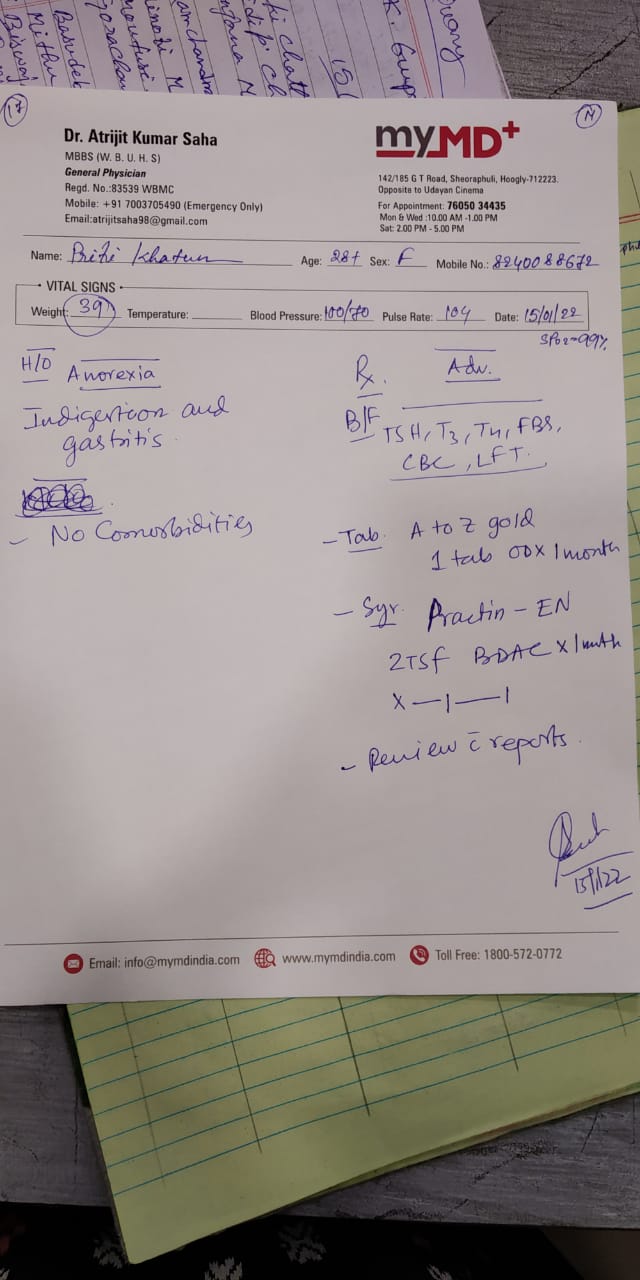 17
N
Dr. Atrijit Kumar Saha
MBBS (W. B. U. H. S)
General Physician
Regd. No.:83539 WBMC
Mobile: +91 7003705490 (Emergency Only)
Email:atrijitsaha98@gmail.com
myMD+
142/185 G T Road, Sheoraphuli, Hoogly-712223.
Opposite to Udayan Cinema
For Appointment: 76050 34435
Mon & Wed :10.00 AM -1.00 PM
Sat: 2.00 PM - 5.00 PM
Name: Khatun Age: 28+ Sex: F Mobile No.: 8240088672
VITAL SIGNS
Weight: 39 Temperature: Blood Pressure: 100/70 Pulse Rate: 104 Date: 15/01/22
SPO2=99%
H/O Anorexia
Indigestion and
gastritis
- No Comorbidities
Rx. Adv.
B/F TSH, T3, T4, FBS,
CBC, LFT.
- Tab. A to Z gold
1 tab OD x 1 month
- Syr. Practin - EN
2TSF BDAC x 1 mnth
x — 1 — 1
- Review c̄ reports.
15/1/22
Email: info@mymdindia.com www.mymdindia.com Toll Free: 1800-572-0772